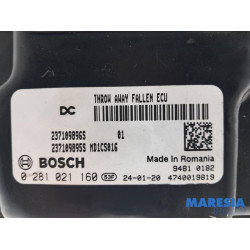 DC THROW AWAY FALLEN ECU
237109896S 01
237109895S MD1CS016
BOSCH Made in Romania
9481 0182
0 281 021 160 24-01-20 4740019819
MARESIA